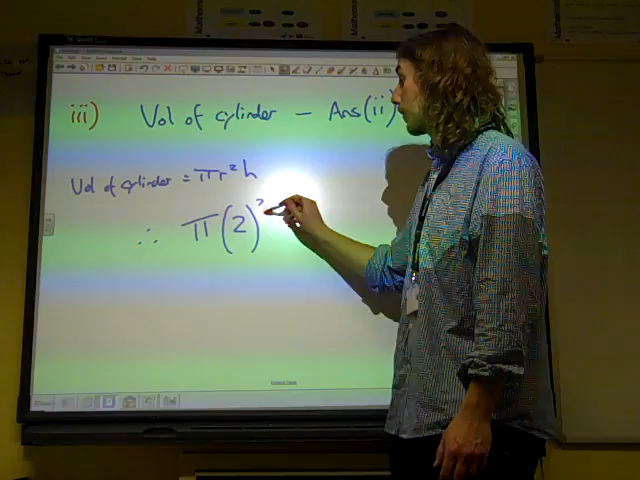 iii) Vol of cylinder - Ans(ii)
Vol of cylinder = πr²h
∴ π(2)²